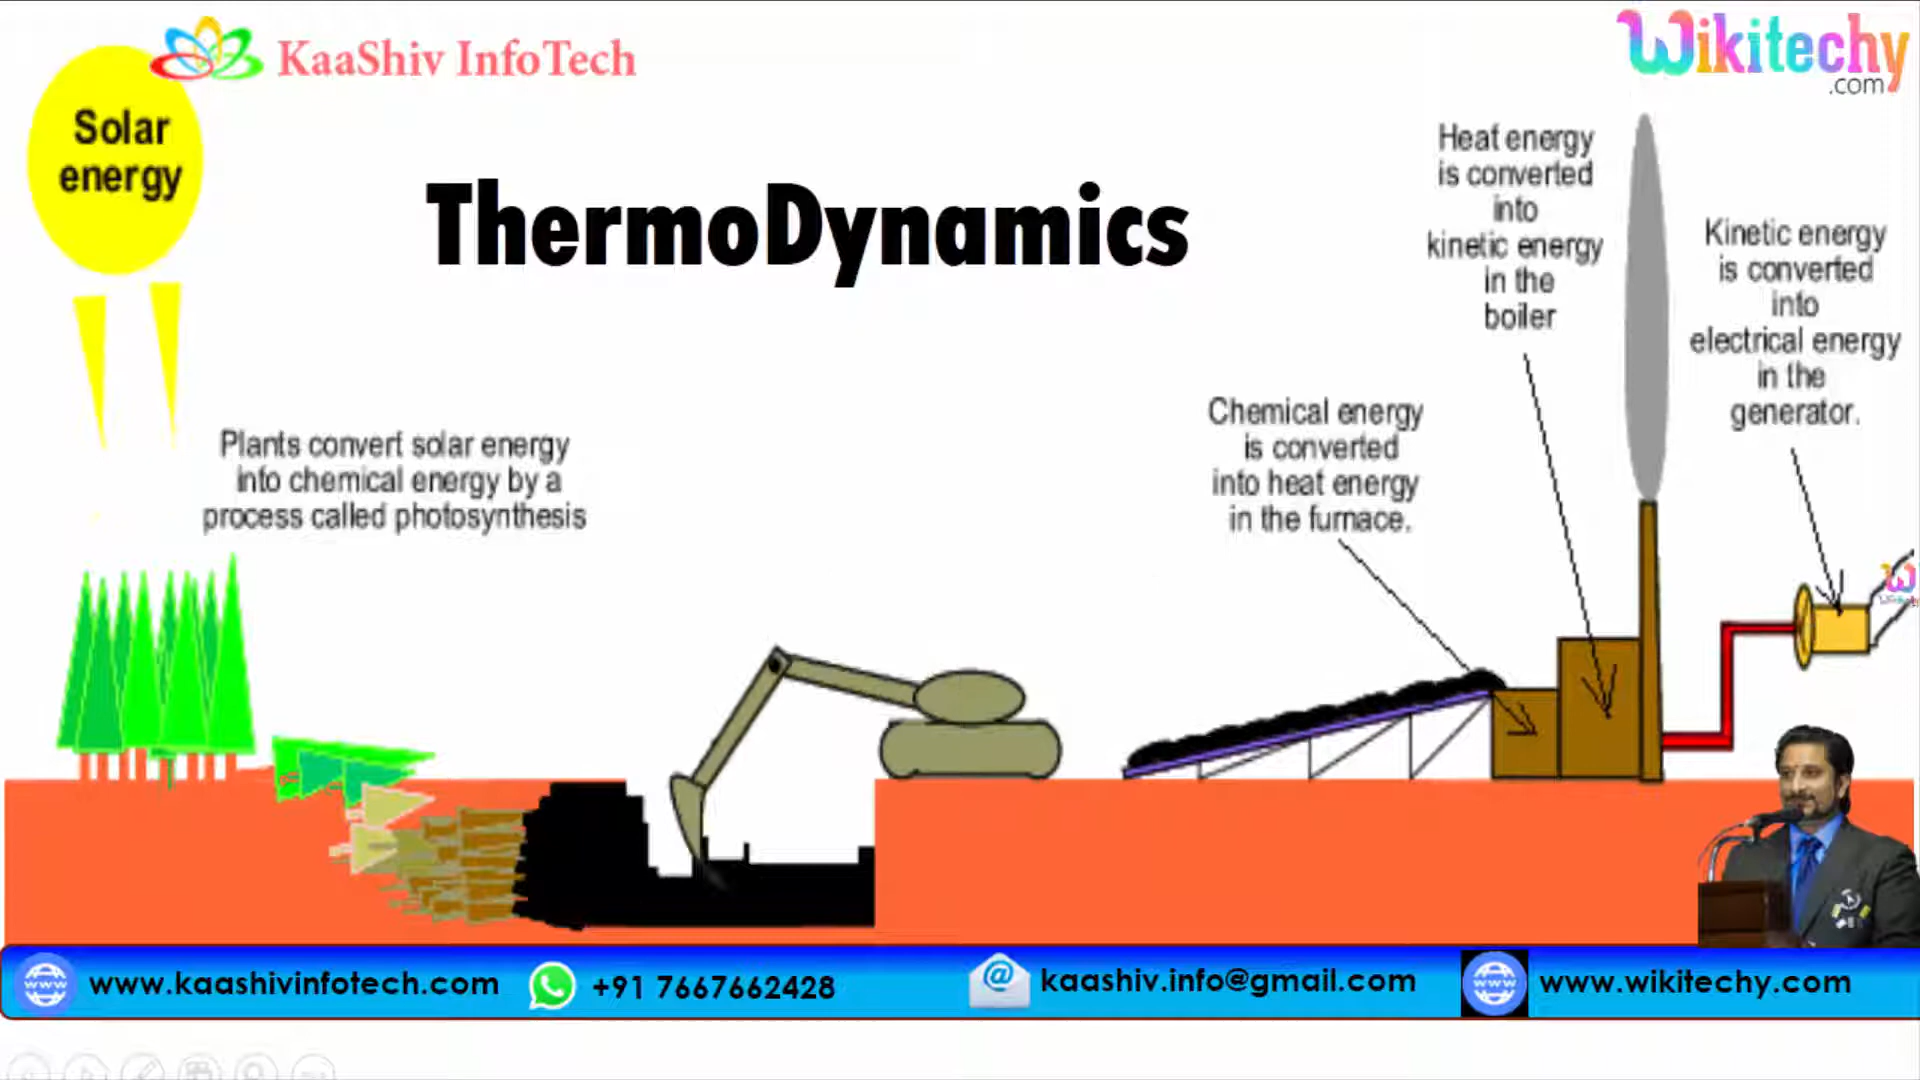 KaaShiv InfoTech
Wikitechy
.com
Solar
energy
ThermoDynamics
Heat energy
is converted
into
kinetic energy
in the
boiler
Kinetic energy
is converted
into
electrical energy
in the
generator.
Chemical energy
is converted
into heat energy
in the furnace.
Plants convert solar energy
into chemical energy by a
process called photosynthesis
www.kaashivinfotech.com
+91 7667662428
kaashiv.info@gmail.com
www.wikitechy.com